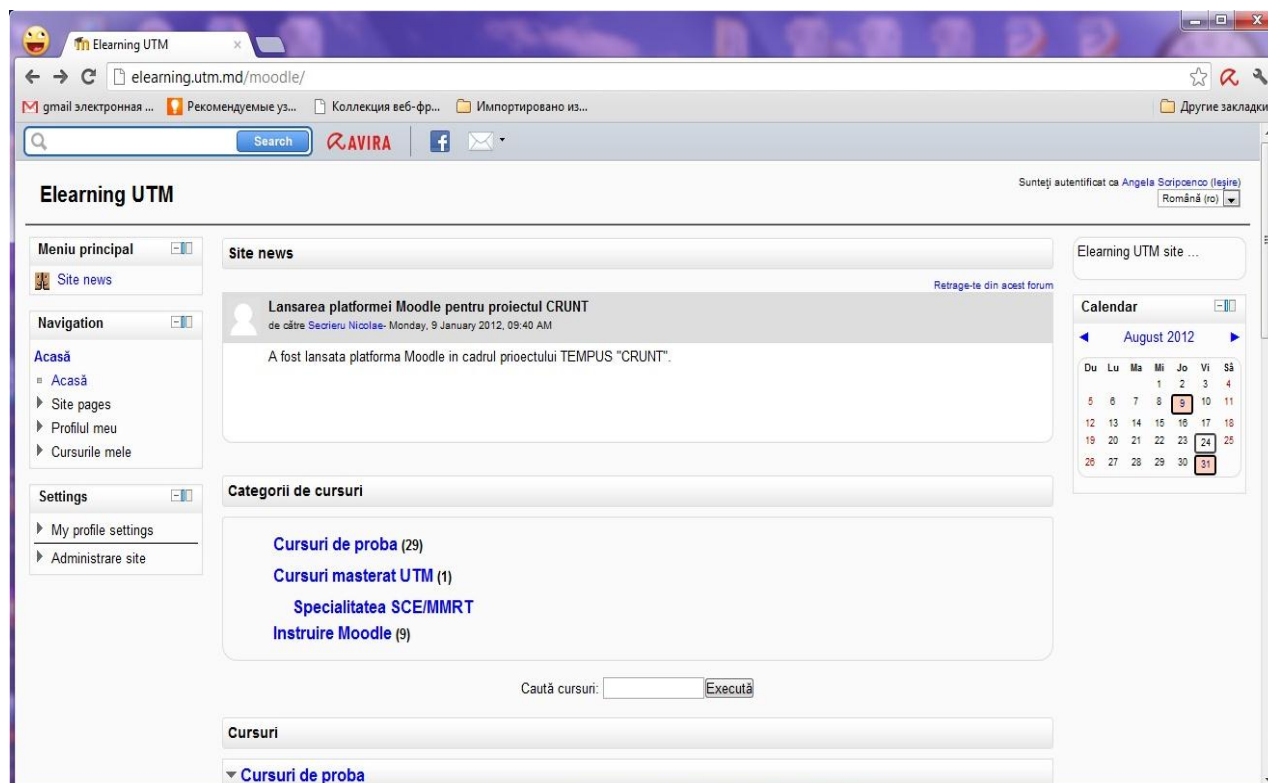 Elearning UTM
elearning.utm.md/moodle/
gmail электронная ...
Рекомендуемые уз...
Коллекция веб-фр...
Импортировано из...
Другие закладки
Search
AVIRA
Elearning UTM
Sunteţi autentificat ca Angela Scripcenco (Ieşire)
Română (ro)
Meniu principal
Site news
Navigation
Acasă
Acasă
Site pages
Profilul meu
Cursurile mele
Settings
My profile settings
Administrare site
Site news
Retrage-te din acest forum
Lansarea platformei Moodle pentru proiectul CRUNT
de către Secrieru Nicolae- Monday, 9 January 2012, 09:40 AM
A fost lansata platforma Moodle in cadrul prioectului TEMPUS "CRUNT".
Categorii de cursuri
Cursuri de proba (29)
Cursuri masterat UTM (1)
Specialitatea SCE/MMRT
Instruire Moodle (9)
Caută cursuri: Execută
Cursuri
Cursuri de proba
Elearning UTM site ...
Calendar
August 2012
Du Lu Ma Mi Jo Vi Sâ
1 2 3 4
5 6 7 8 9 10 11
12 13 14 15 16 17 18
19 20 21 22 23 24 25
26 27 28 29 30 31